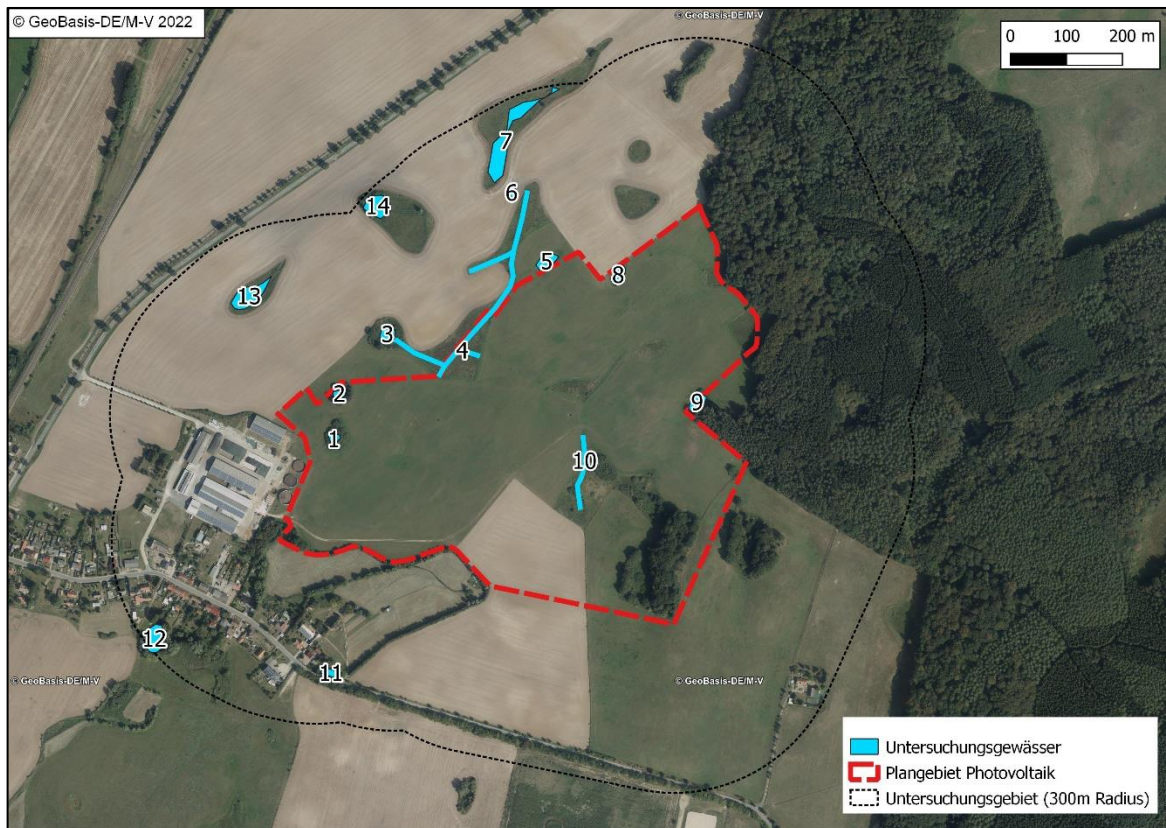 © GeoBasis-DE/M-V 2022
© GeoBasis-DE/M-V
0 100 200 m
7
6
14
5
8
13
3
4
2
9
1
10
12
11
© GeoBasis-DE/M-V
© GeoBasis-DE/M-V
Untersuchungsgewässer
Plangebiet Photovoltaik
Untersuchungsgebiet (300m Radius)